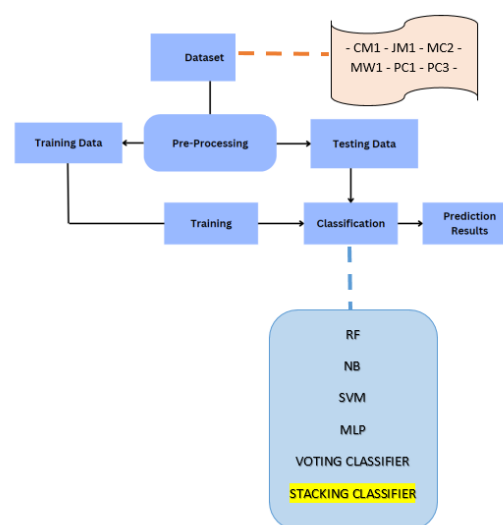 - CM1 - JM1 - MC2 -
MW1 - PC1 - PC3 -
Dataset
Training Data
Pre-Processing
Testing Data
Training
Classification
Prediction
Results
RF
NB
SVM
MLP
VOTING CLASSIFIER
STACKING CLASSIFIER